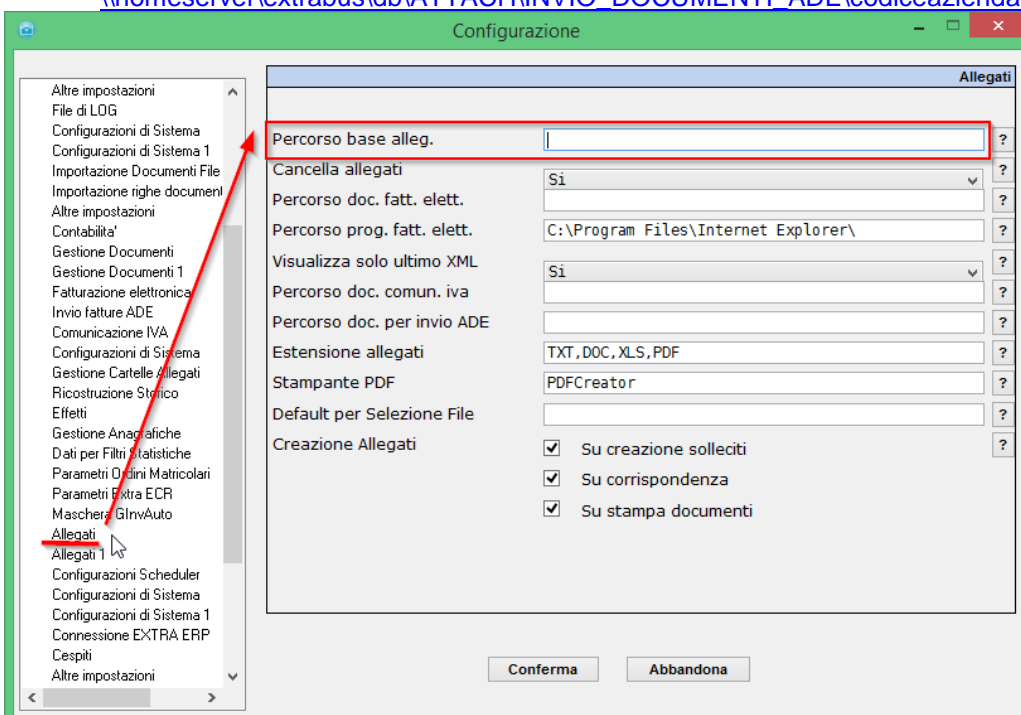 \\homeserver\extrabus\db\ATTACH\INVIO_DOCUMENTI_ADE\codiceazienda
Configurazione
Altre impostazioni
File di LOG
Configurazioni di Sistema
Configurazioni di Sistema 1
Importazione Documenti File
Importazione righe document
Altre impostazioni
Contabilita'
Gestione Documenti
Gestione Documenti 1
Fatturazione elettronica
Invio fatture ADE
Comunicazione IVA
Configurazioni di Sistema
Gestione Cartelle Allegati
Ricostruzione Storico
Effetti
Gestione Anagrafiche
Dati per Filtri Statistiche
Parametri Ordini Matricolari
Parametri Extra ECR
Maschera GInvAuto
Allegati
Allegati 1
Configurazioni Scheduler
Configurazioni di Sistema
Configurazioni di Sistema 1
Connessione EXTRA ERP
Cespiti
Altre impostazioni
Allegati
Percorso base alleg. ?
Cancella allegati Si ?
Percorso doc. fatt. elett. ?
Percorso prog. fatt. elett. C:\Program Files\Internet Explorer\ ?
Visualizza solo ultimo XML Si ?
Percorso doc. comun. iva ?
Percorso doc. per invio ADE ?
Estensione allegati TXT,DOC,XLS,PDF ?
Stampante PDF PDFCreator ?
Default per Selezione File ?
Creazione Allegati Su creazione solleciti ?
Su corrispondenza
Su stampa documenti
Conferma Abbandona